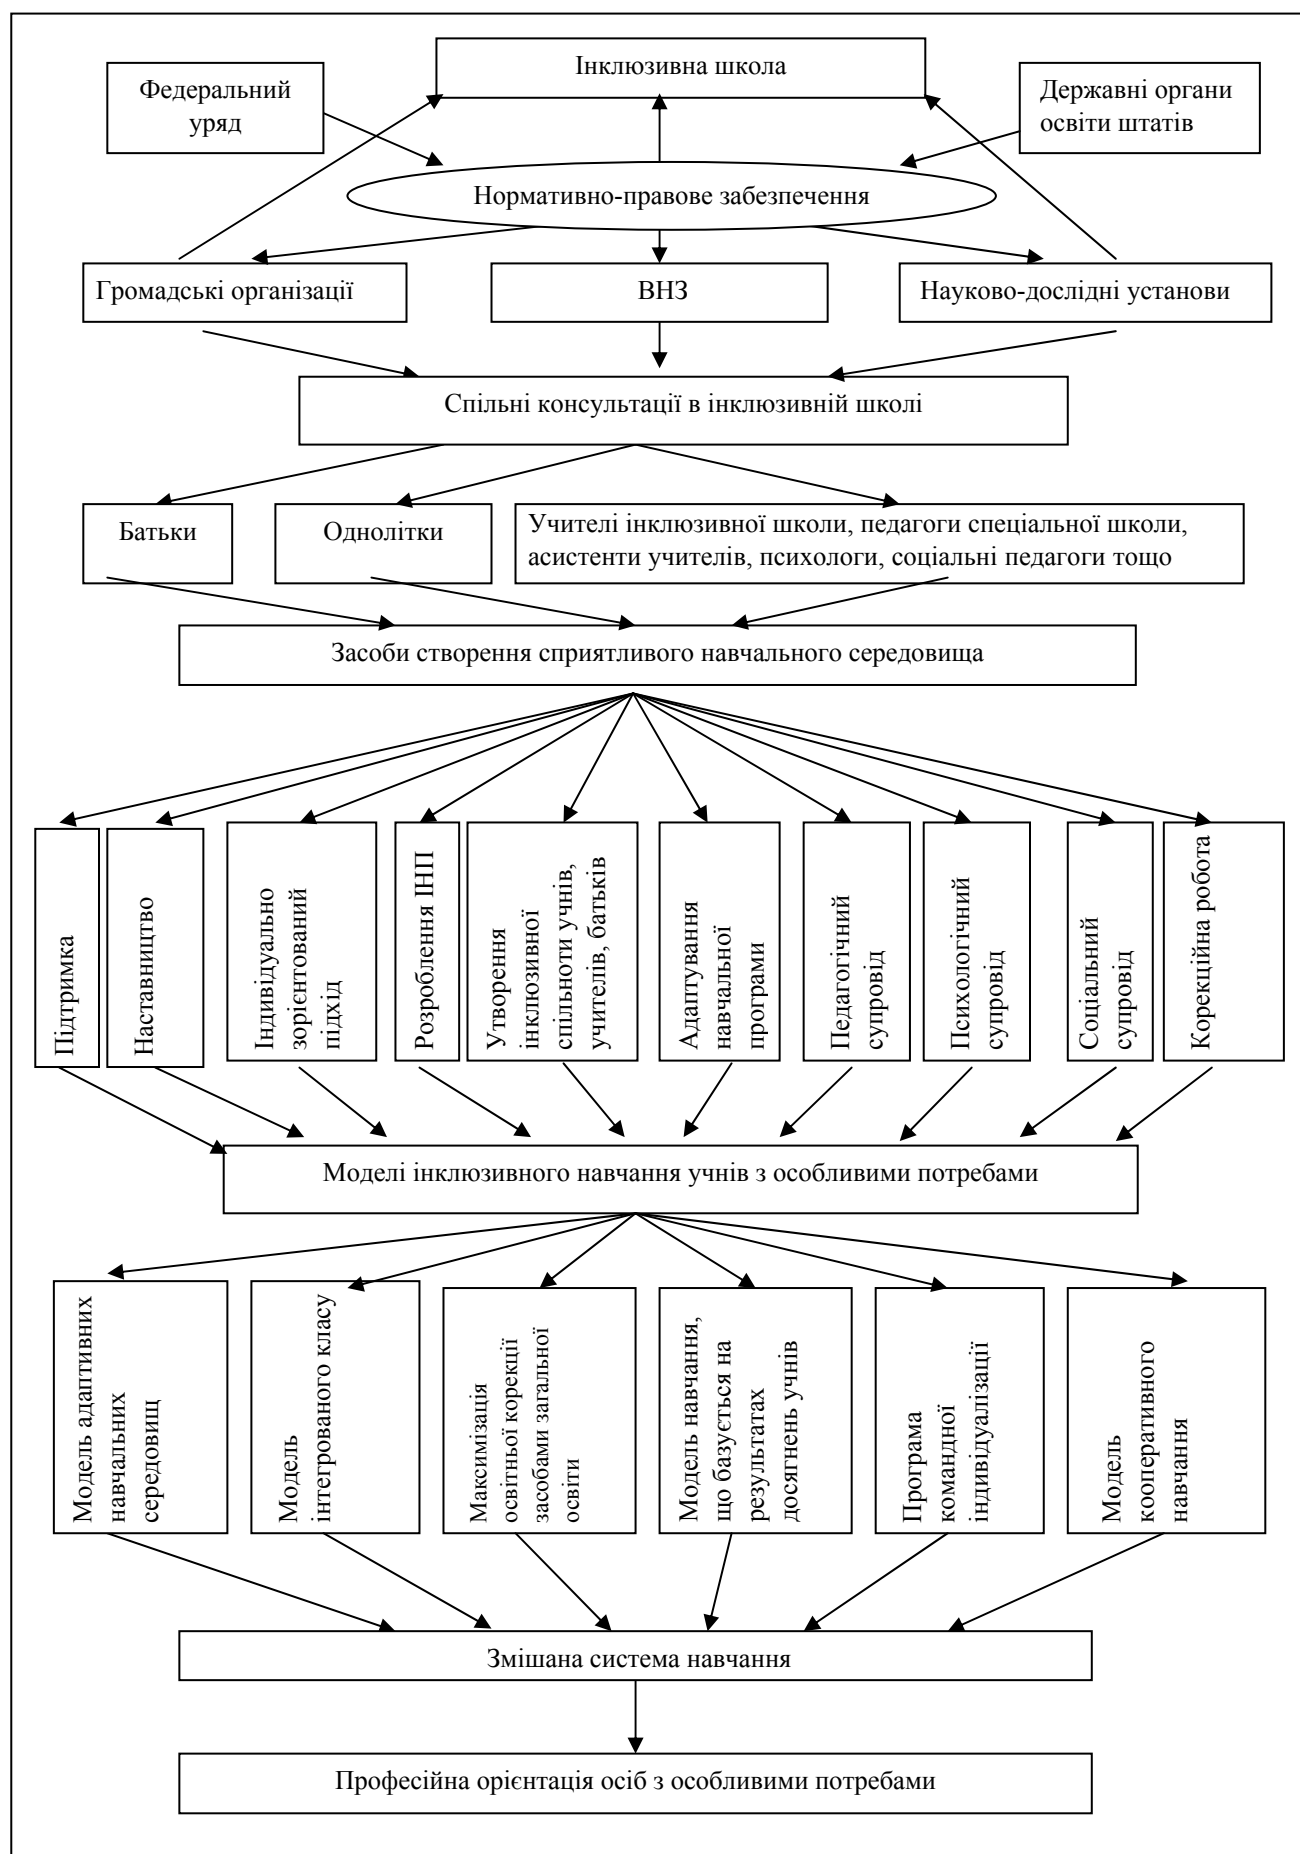 Інклюзивна школа
Федеральний
уряд
Державні органи
освіти штатів
Нормативно-правове забезпечення
Громадські організації
ВНЗ
Науково-дослідні установи
Спільні консультації в інклюзивній школі
Батьки
Однолітки
Учителі інклюзивної школи, педагоги спеціальної школи,
асистенти учителів, психологи, соціальні педагоги тощо
Засоби створення сприятливого навчального середовища
Підтримка
Наставництво
Індивідуально
зорієнтований
підхід
Розроблення ІНП
Утворення
інклюзивної
спільноти учнів,
учителів, батьків
Адаптування
навчальної
програми
Педагогічний
супровід
Психологічний
супровід
Соціальний
супровід
Корекційна робота
Моделі інклюзивного навчання учнів з особливими потребами
Модель адаптивних
навчальних
середовищ
Модель
інтегрованого класу
Максимізація
освітньої корекції
засобами загальної
освіти
Модель навчання,
що базується на
результатах
досягнень учнів
Програма
командної
індивідуалізації
Модель
кооперативного
навчання
Змішана система навчання
Професійна орієнтація осіб з особливими потребами